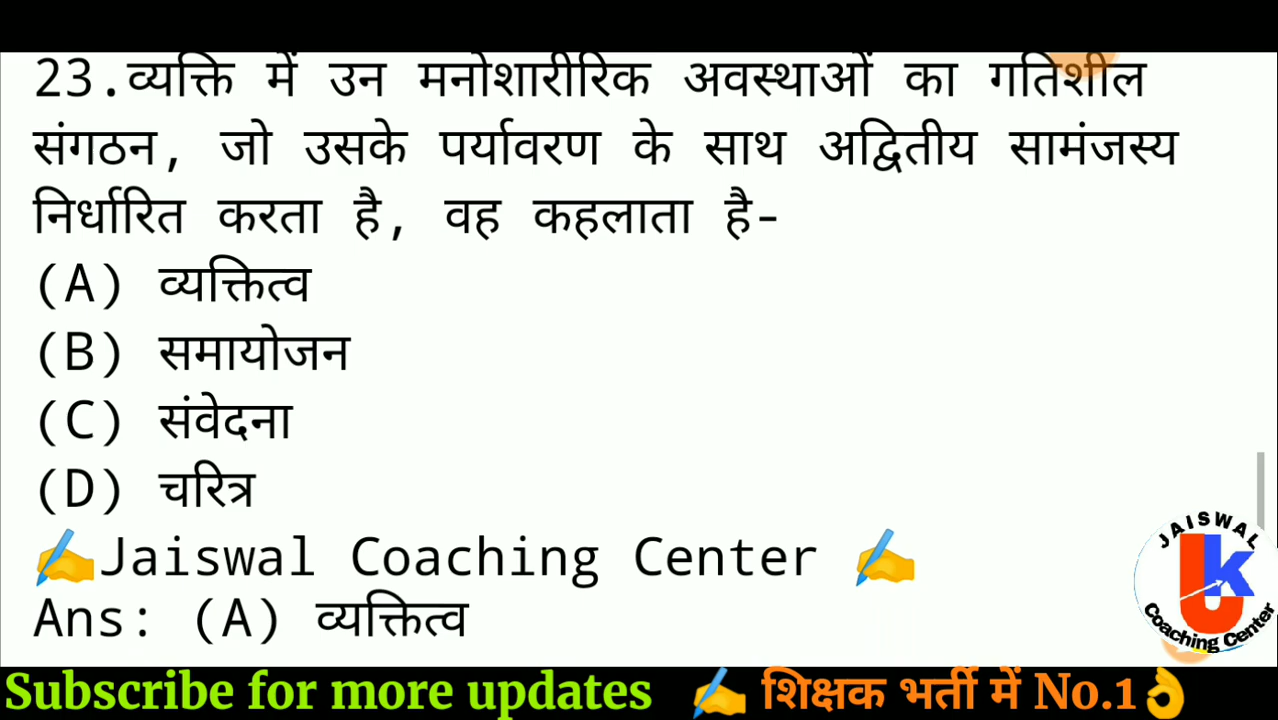 23.व्यक्ति में उन मनोशारीरिक अवस्थाओं का गतिशील
संगठन, जो उसके पर्यावरण के साथ अद्वितीय सामंजस्य
निर्धारित करता है, वह कहलाता है-
(A) व्यक्तित्व
(B) समायोजन
(C) संवेदना
(D) चरित्र
✍️Jaiswal Coaching Center ✍️
Ans: (A) व्यक्तित्व
JAISWAL
K
Coaching Center
Subscribe for more updates ✍️ शिक्षक भर्ती में No.1👌